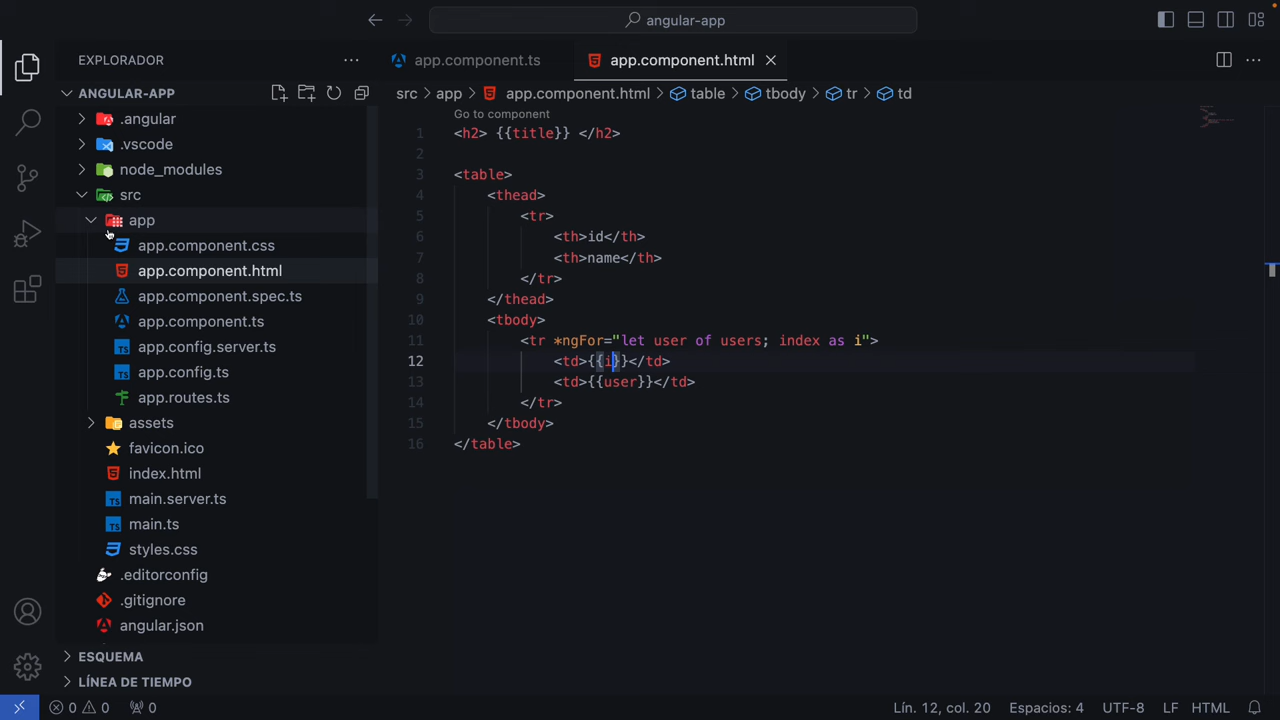 angular-app
EXPLORADOR
ANGULAR-APP
.angular
.vscode
node_modules
src
app
app.component.css
app.component.html
app.component.spec.ts
app.component.ts
app.config.server.ts
app.config.ts
app.routes.ts
assets
favicon.ico
index.html
main.server.ts
main.ts
styles.css
.editorconfig
.gitignore
angular.json
ESQUEMA
LÍNEA DE TIEMPO
app.component.ts
app.component.html
src > app > app.component.html > table > tbody > tr > td
Go to component
1 <h2> {{title}} </h2>
2
3 <table>
4 <thead>
5 <tr>
6 <th>id</th>
7 <th>name</th>
8 </tr>
9 </thead>
10 <tbody>
11 <tr *ngFor="let user of users; index as i">
12 <td>{{i}}</td>
13 <td>{{user}}</td>
14 </tr>
15 </tbody>
16 </table>
0 0 0
Lín. 12, col. 20 Espacios: 4 UTF-8 LF HTML